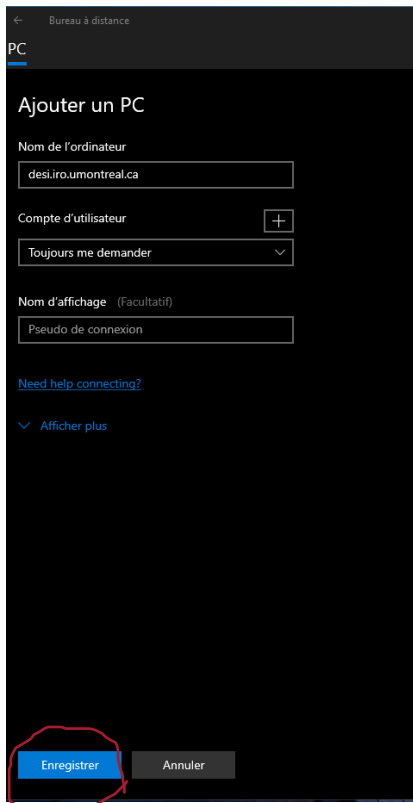 Bureau à distance
PC
Ajouter un PC
Nom de l'ordinateur
desi.iro.umontreal.ca
Compte d'utilisateur
Toujours me demander
Nom d'affichage (Facultatif)
Pseudo de connexion
Need help connecting?
Afficher plus
Enregistrer Annuler